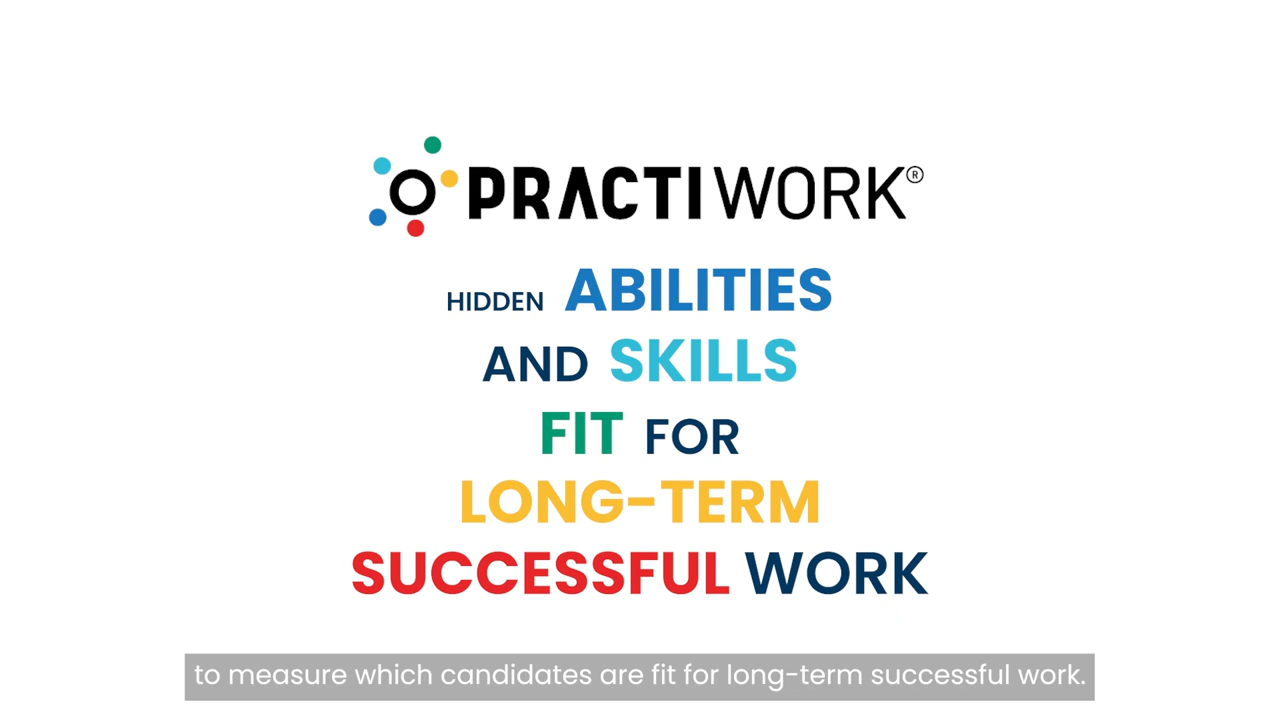 PRACTIWORK®
HIDDEN ABILITIES
AND SKILLS
FIT FOR
LONG-TERM
SUCCESSFUL WORK
to measure which candidates are fit for long-term successful work.